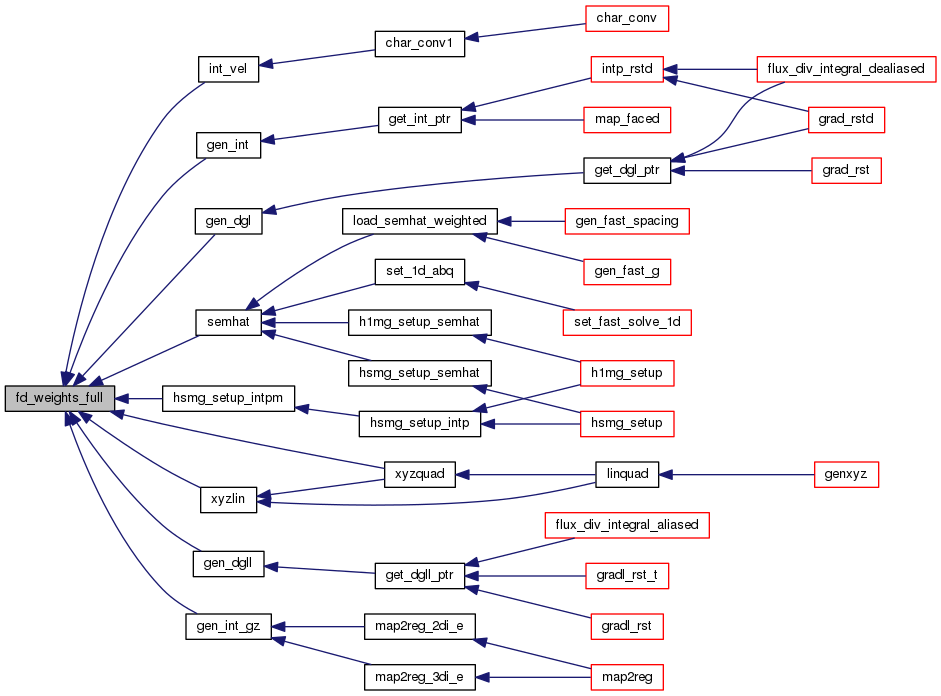 char_conv
char_conv1
int_vel
intp_rstd
flux_div_integral_dealiased
get_int_ptr
map_faced
grad_rstd
gen_int
get_dgl_ptr
grad_rst
gen_dgl
load_semhat_weighted
gen_fast_spacing
set_1d_abq
gen_fast_g
semhat
h1mg_setup_semhat
set_fast_solve_1d
hsmg_setup_semhat
h1mg_setup
fd_weights_full
hsmg_setup_intpm
hsmg_setup_intp
hsmg_setup
xyzquad
linquad
genxyz
xyzlin
flux_div_integral_aliased
gen_dgll
get_dgll_ptr
gradl_rst_t
gen_int_gz
map2reg_2di_e
gradl_rst
map2reg_3di_e
map2reg